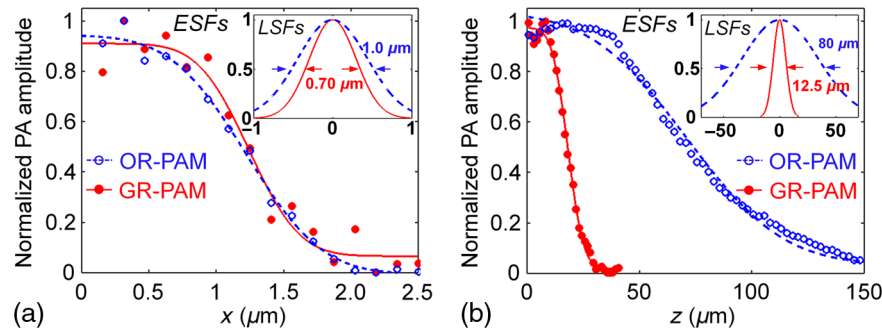 Normalized PA amplitude
1.0
0.8
0.6
0.4
0.2
0
ESFs
LSFs
1
0.5
0
1.0 µm
0.70 µm
-1 0 1
OR-PAM
GR-PAM
0 0.5 1.0 1.5 2.0 2.5
(a) x (µm)
Normalized PA amplitude
1.0
0.8
0.6
0.4
0.2
0
ESFs
LSFs
1
0.5
0
80 µm
12.5 µm
-50 0 50
OR-PAM
GR-PAM
0 50 100 150
(b) z (µm)